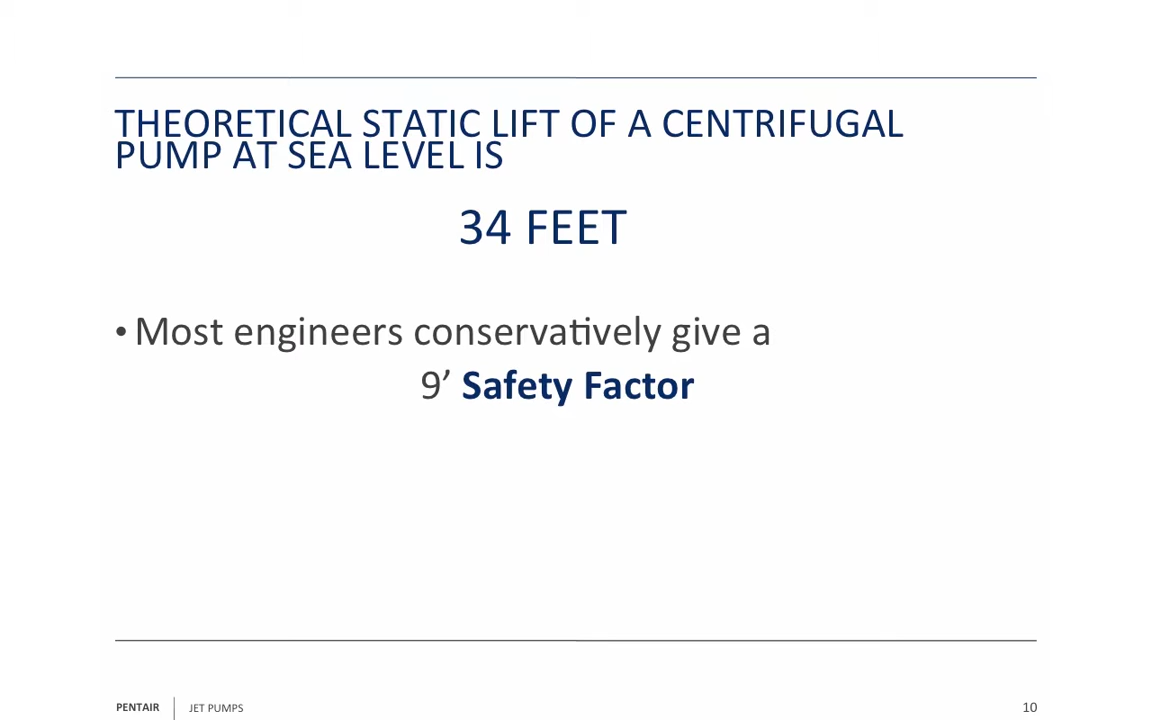 THEORETICAL STATIC LIFT OF A CENTRIFUGAL
PUMP AT SEA LEVEL IS
34 FEET
• Most engineers conservatively give a
9’ Safety Factor
PENTAIR | JET PUMPS
10